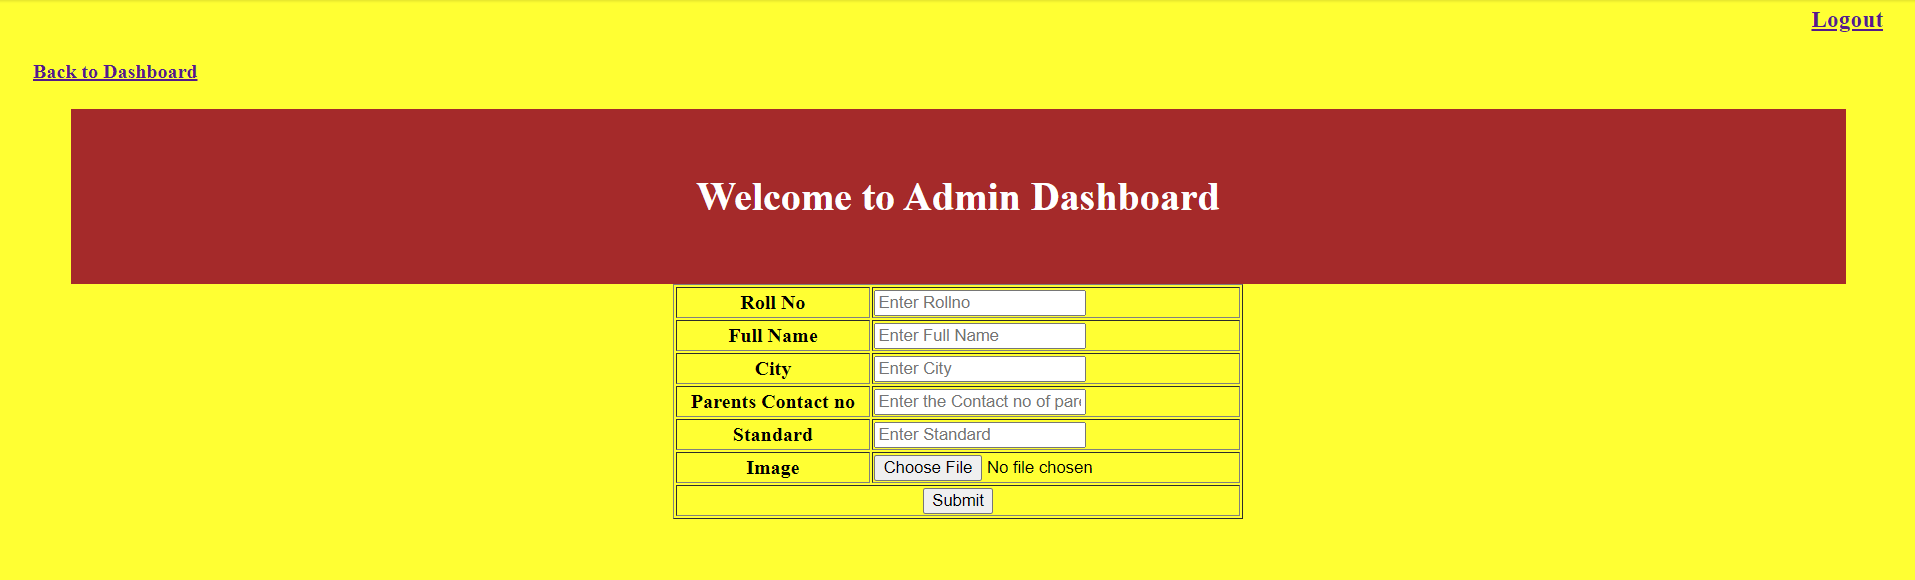 Logout
Back to Dashboard
Welcome to Admin Dashboard
Roll No Enter Rollno
Full Name Enter Full Name
City Enter City
Parents Contact no Enter the Contact no of par
Standard Enter Standard
Image Choose File No file chosen
Submit